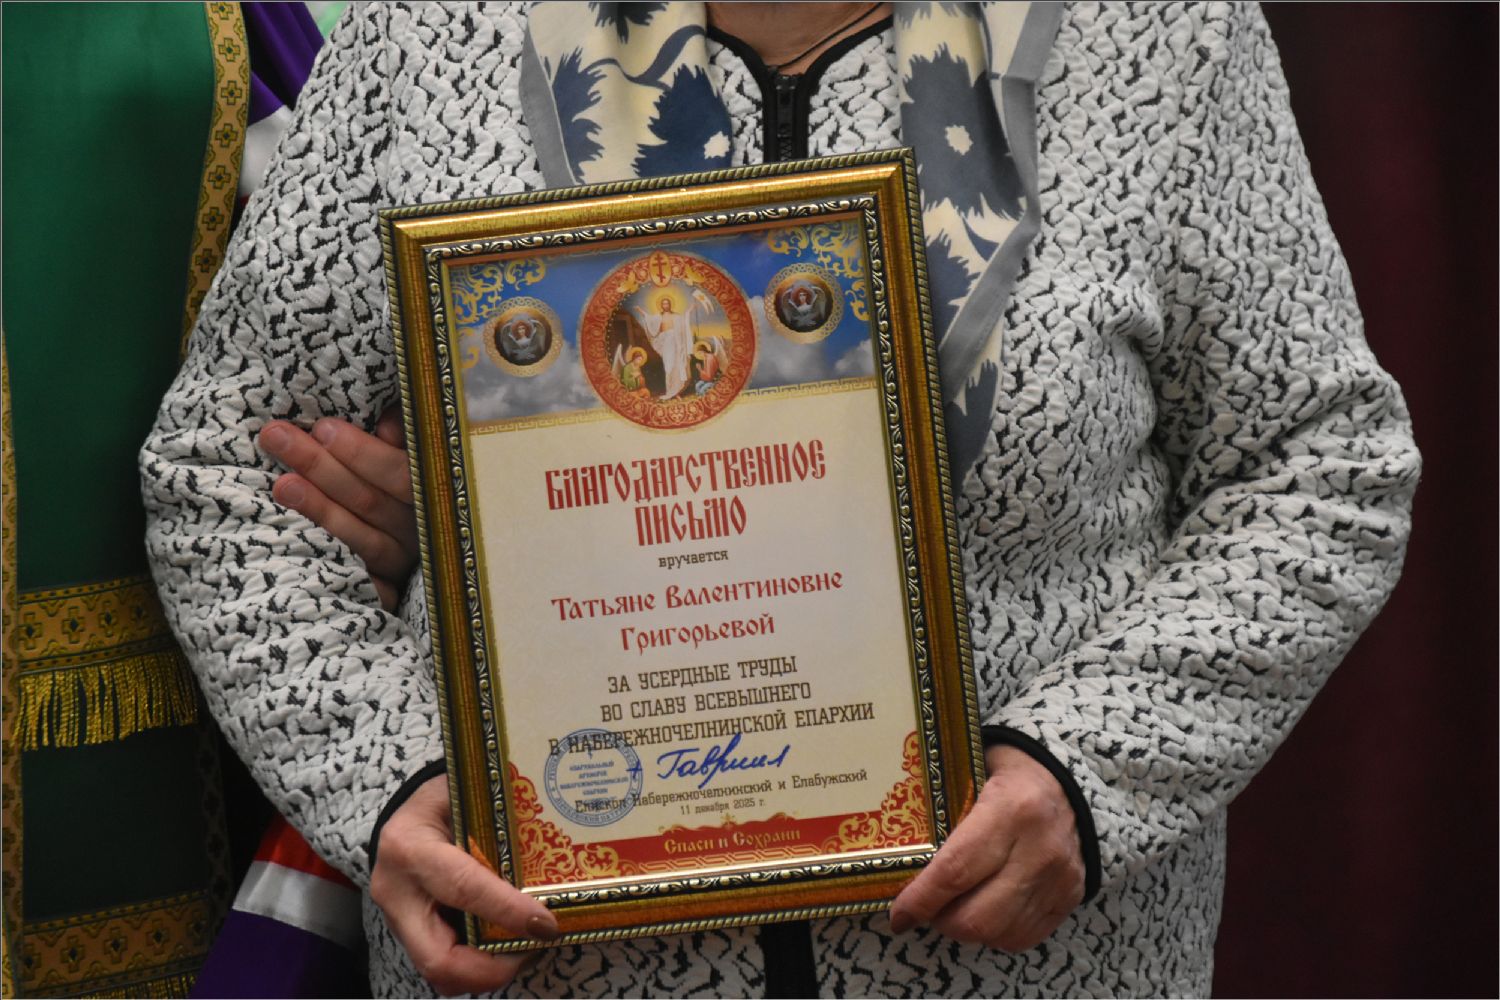 БЛАГОДАРСТВЕННОЕ
ПИСЬМО
вручается
Татьяне Валентиновне
Григорьевой
ЗА УСЕРДНЫЕ ТРУДЫ
ВО СЛАВУ ВСЕВЫШНЕГО
В НАБЕРЕЖНОЧЕЛНИНСКОЙ ЕПАРХИИ
+ Гавриил
Епископ Набережночелнинский и Елабужский
11 декабря 2025 г.
Спаси и Сохрани